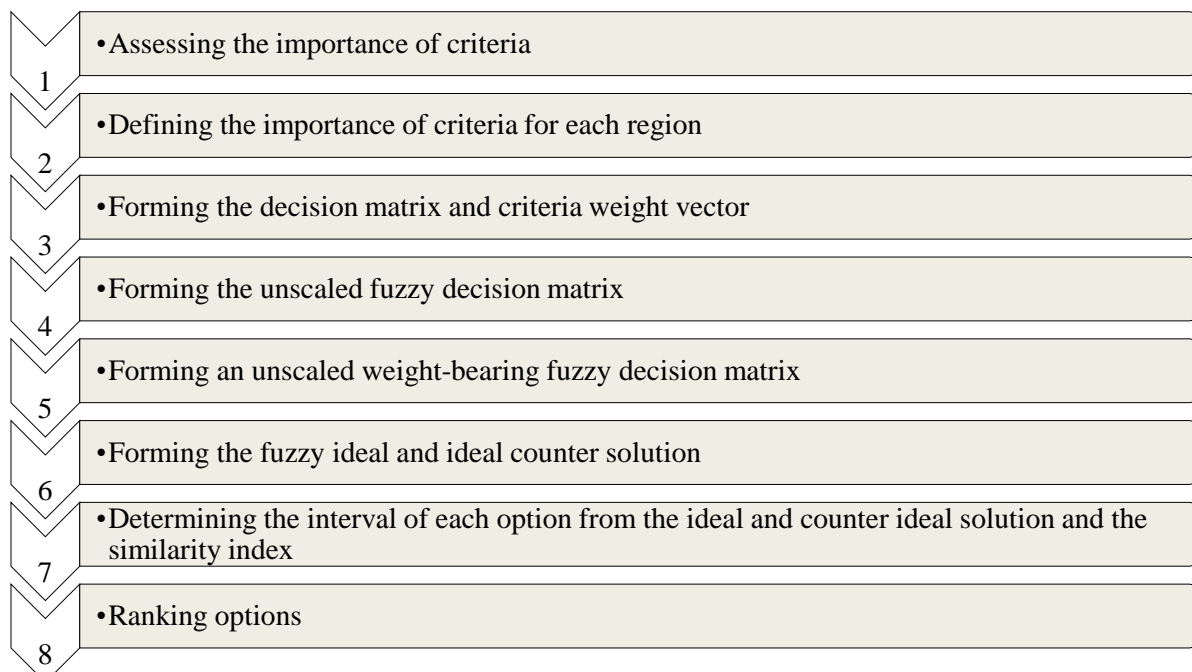 1
•Assessing the importance of criteria
2
•Defining the importance of criteria for each region
3
•Forming the decision matrix and criteria weight vector
4
•Forming the unscaled fuzzy decision matrix
5
•Forming an unscaled weight-bearing fuzzy decision matrix
6
•Forming the fuzzy ideal and ideal counter solution
7
•Determining the interval of each option from the ideal and counter ideal solution and the
similarity index
8
•Ranking options